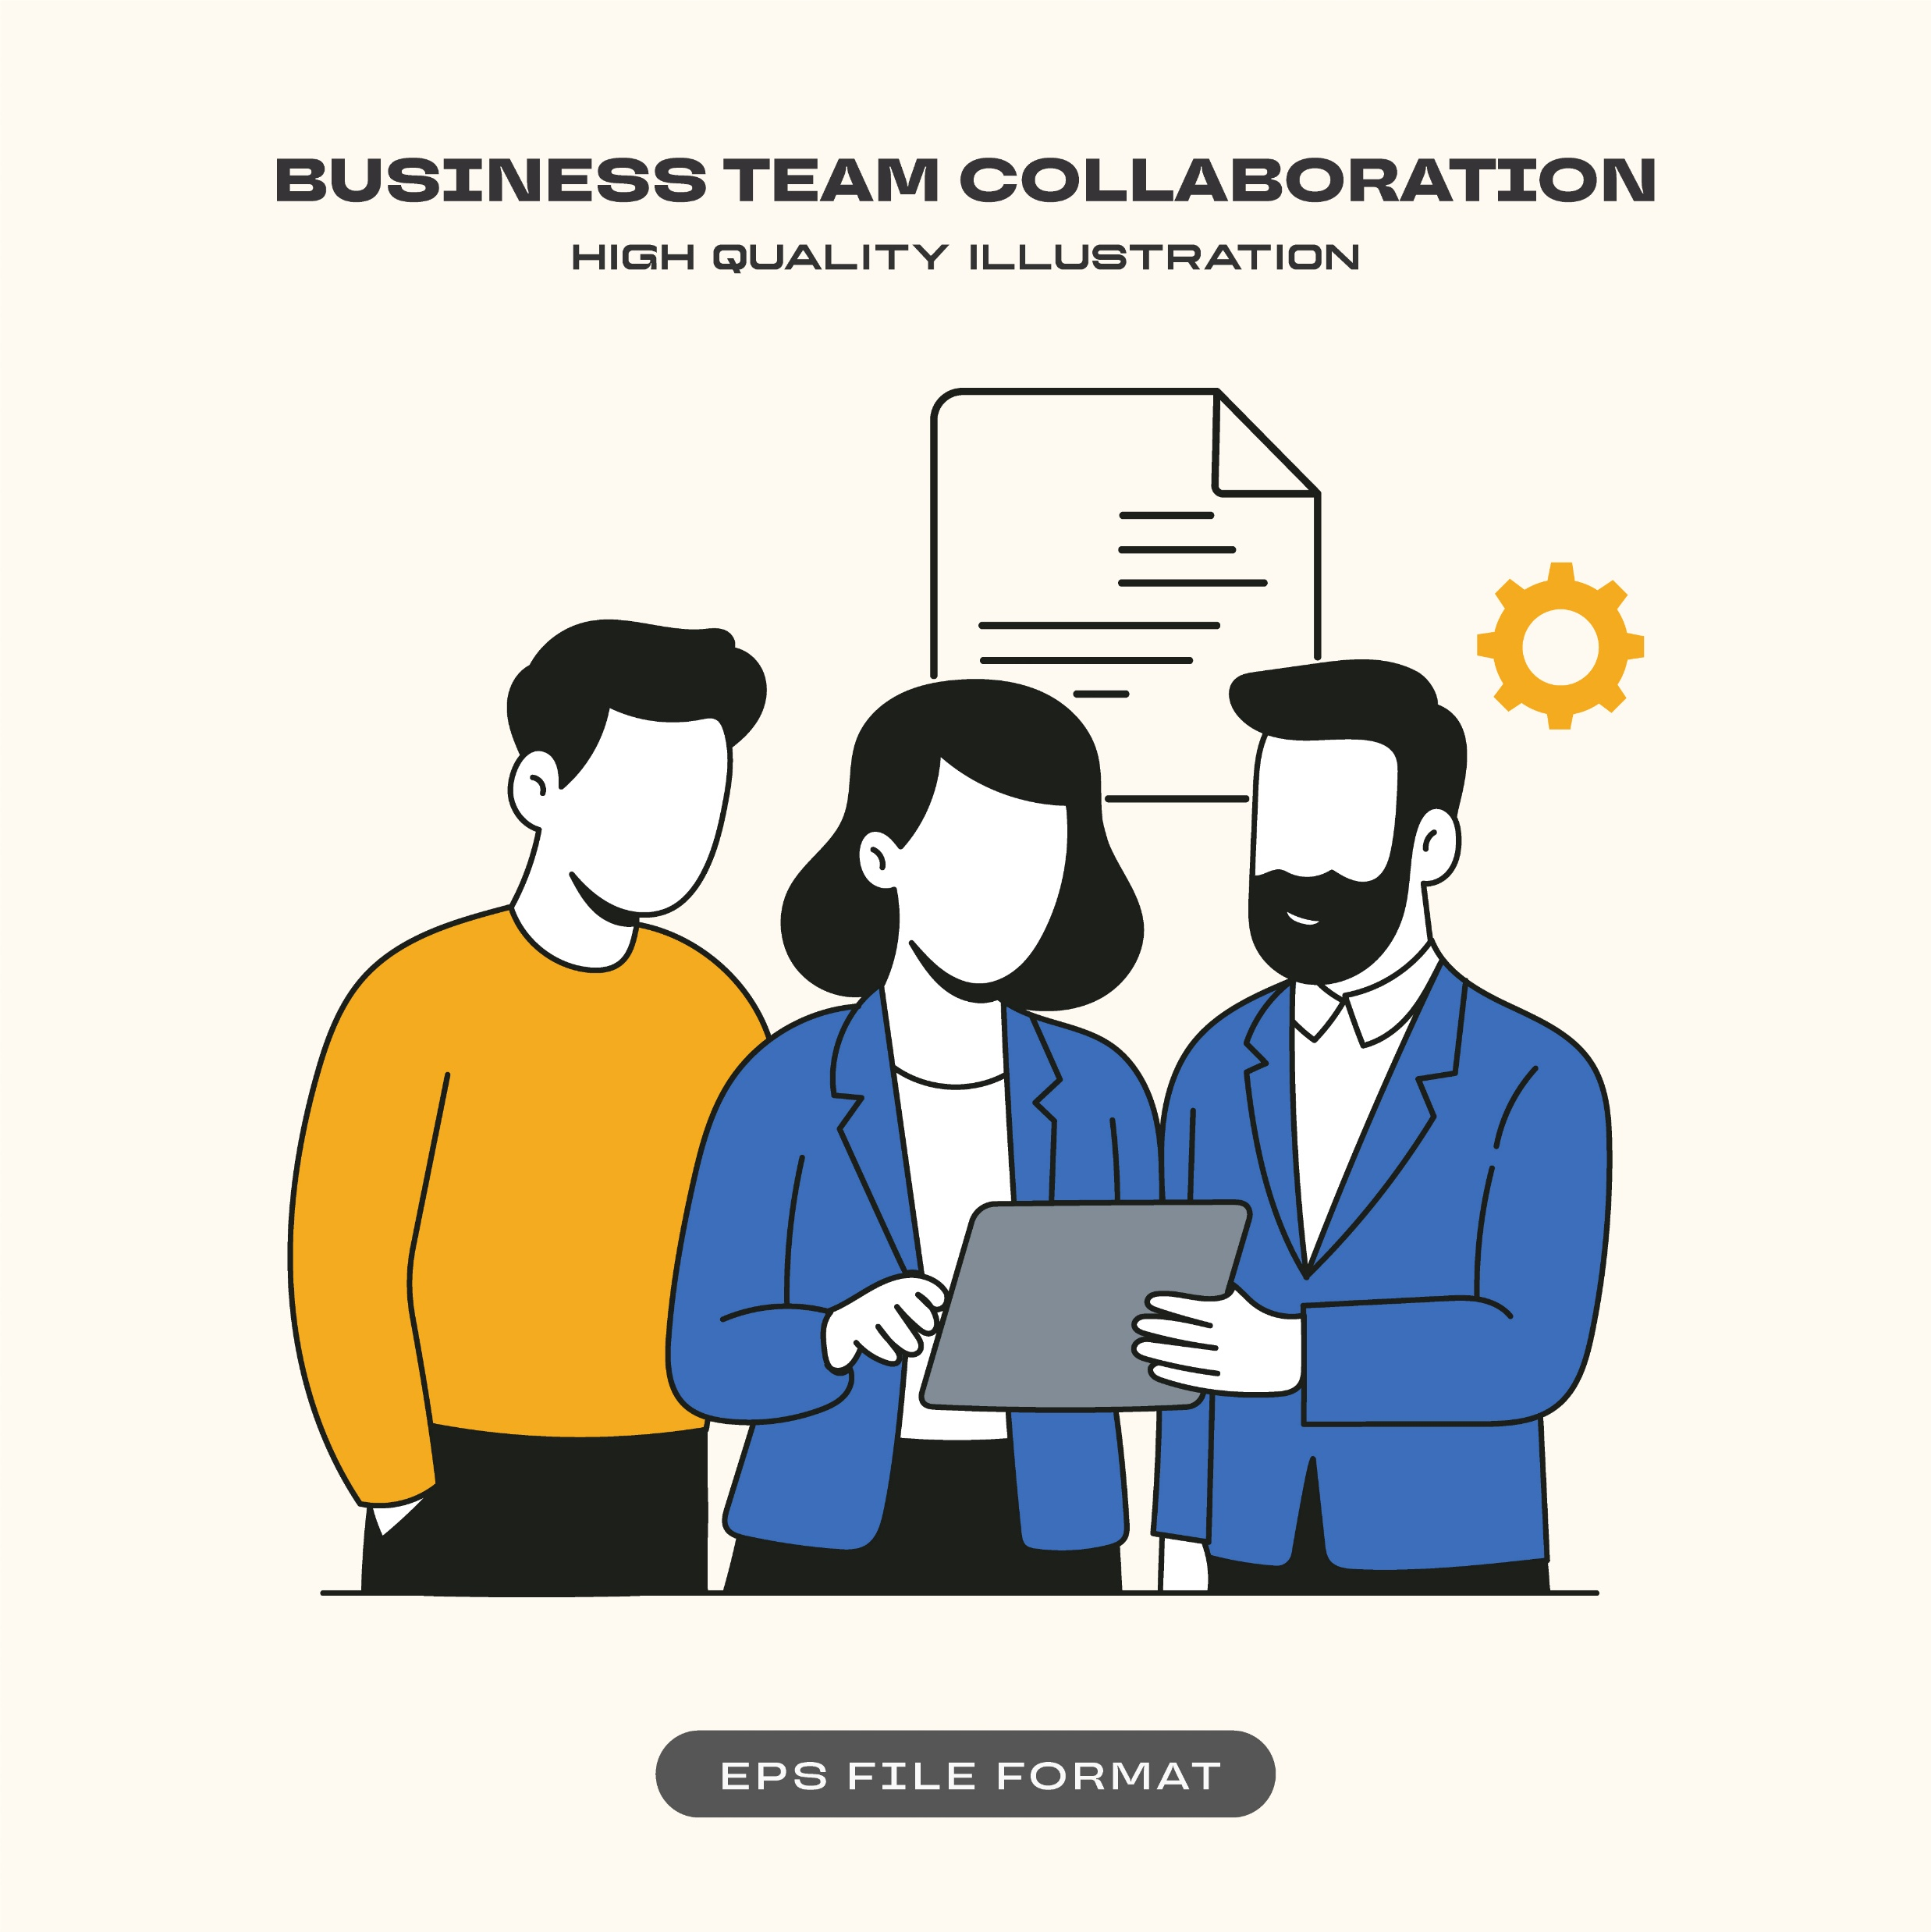 BUSINESS TEAM COLLABORATION
HIGH QUALITY ILLUSTRATION
EPS FILE FORMAT